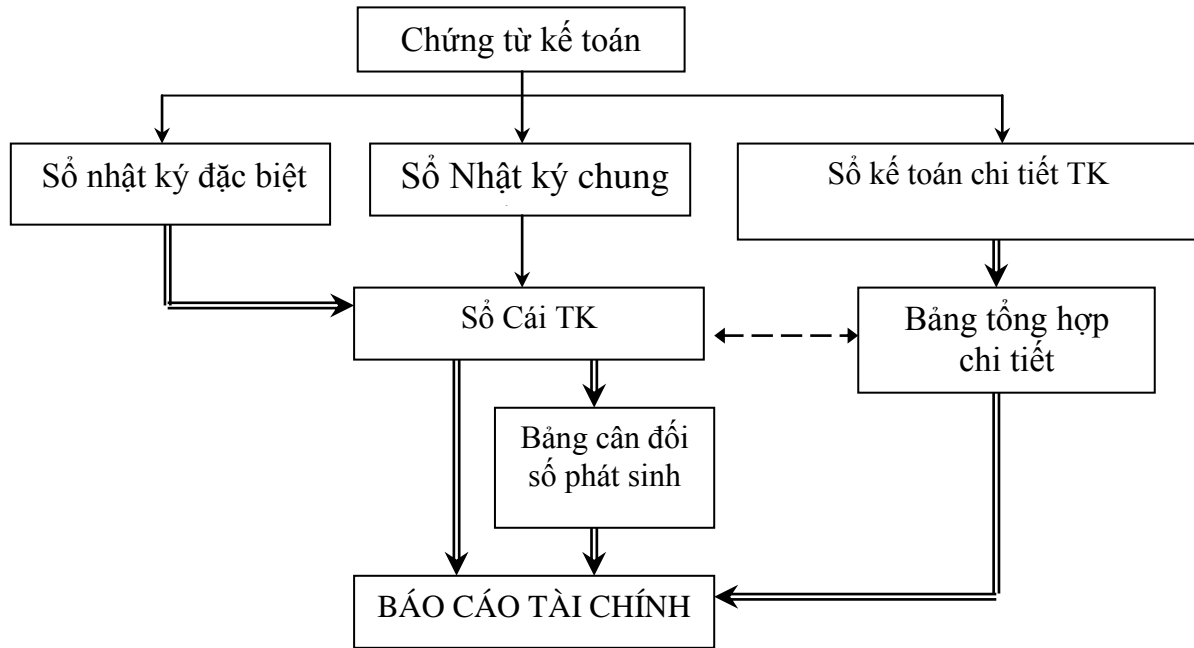 Chứng từ kế toán
Sổ nhật ký đặc biệt
Sổ Nhật ký chung
Sổ kế toán chi tiết TK
Sổ Cái TK
Bảng tổng hợp
chi tiết
Bảng cân đối
số phát sinh
BÁO CÁO TÀI CHÍNH